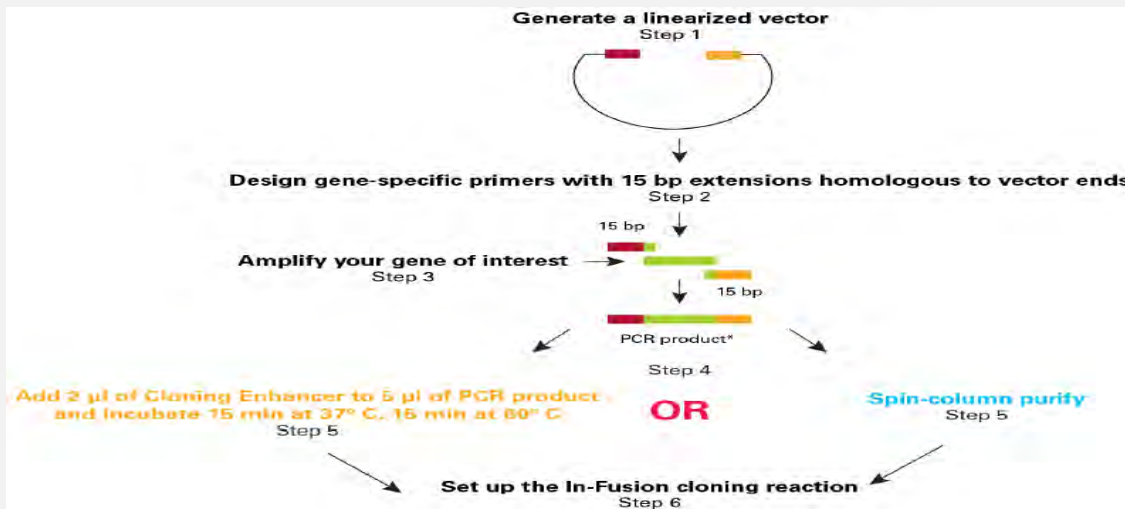 Generate a linearized vector
Step 1
Design gene-specific primers with 15 bp extensions homologous to vector ends
Step 2
15 bp
Amplify your gene of interest
Step 3
15 bp
PCR product*
Step 4
Add 2 µl of Cloning Enhancer to 5 µl of PCR product
and incubate 15 min at 37° C, 15 min at 80° C
Step 5
OR
Spin-column purify
Step 5
Set up the In-Fusion cloning reaction
Step 6